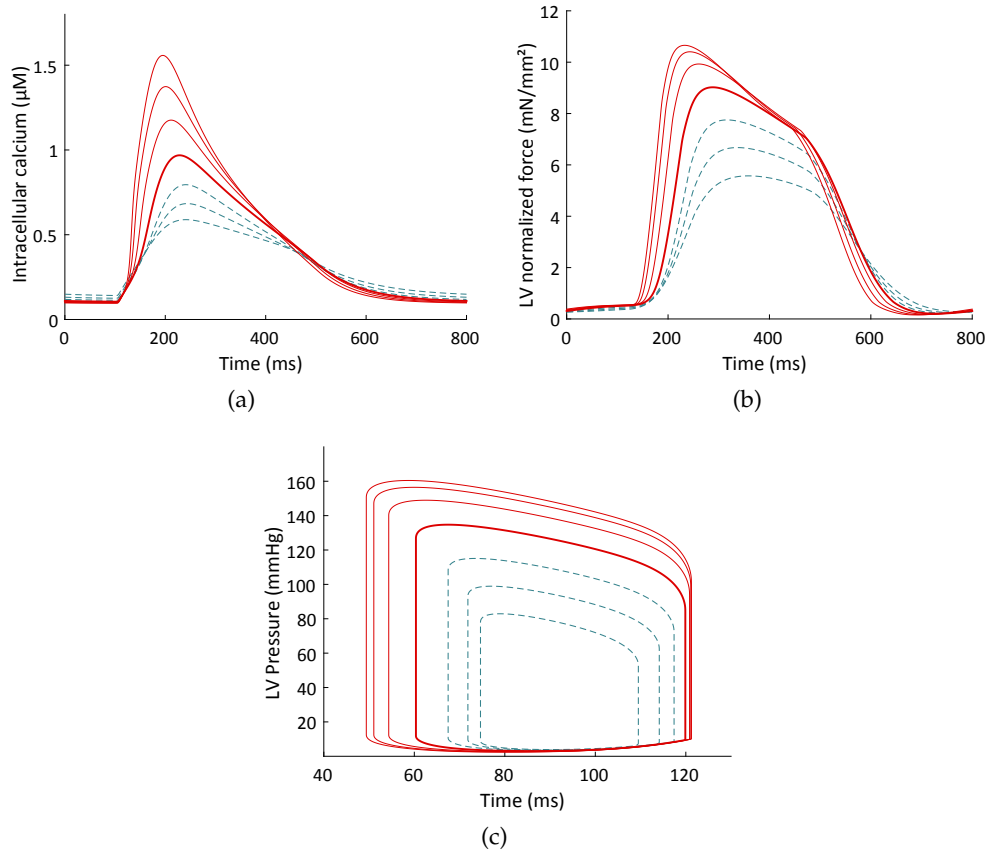 Intracellular calcium (µM)
1.5
1
0.5
0
0 200 400 600 800
Time (ms)
(a)
LV normalized force (mN/mm²)
12
10
8
6
4
2
0
0 200 400 600 800
Time (ms)
(b)
LV Pressure (mmHg)
160
140
120
100
80
60
40
20
40 60 80 100 120
Time (ms)
(c)